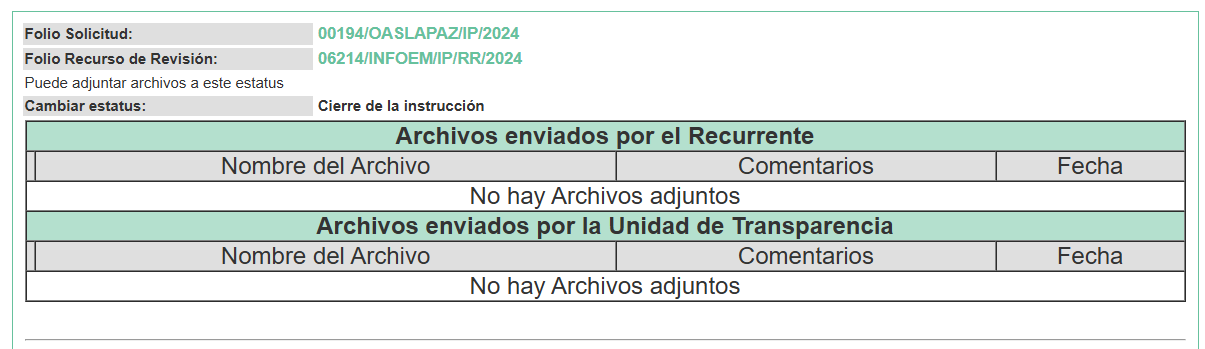 Folio Solicitud: 00194/OASLAPAZ/IP/2024
Folio Recurso de Revisión: 06214/INFOEM/IP/RR/2024
Puede adjuntar archivos a este estatus
Cambiar estatus: Cierre de la instrucción
Archivos enviados por el Recurrente
Nombre del Archivo Comentarios Fecha
No hay Archivos adjuntos
Archivos enviados por la Unidad de Transparencia
Nombre del Archivo Comentarios Fecha
No hay Archivos adjuntos